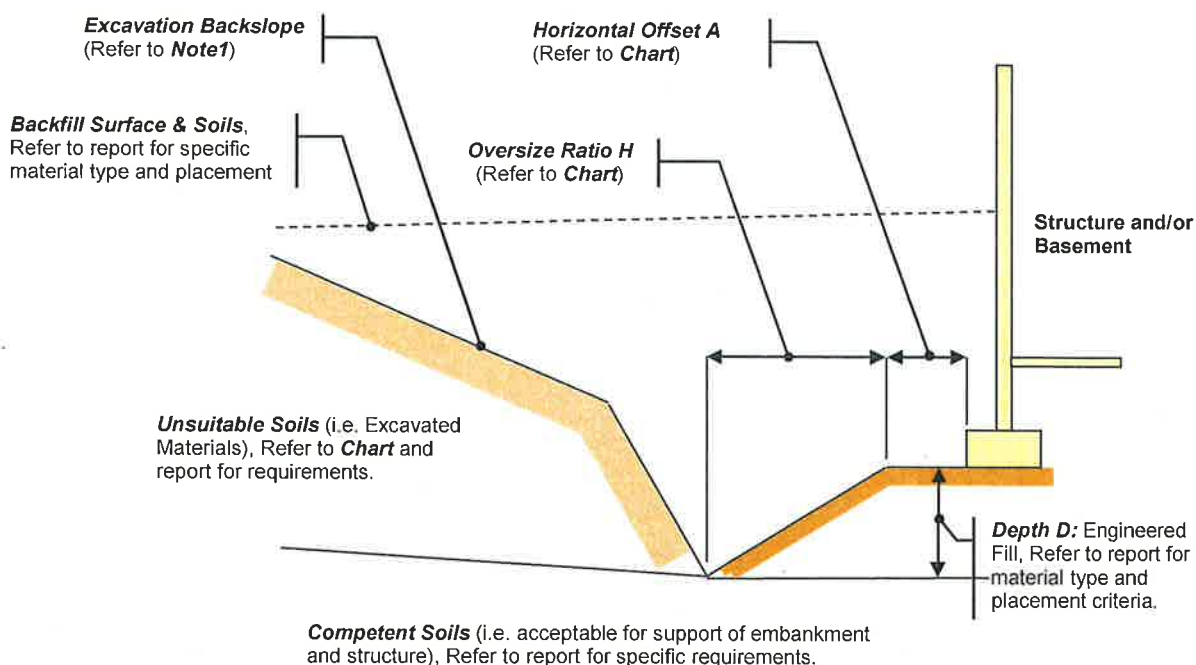 Excavation Backslope
(Refer to Note1)
Horizontal Offset A
(Refer to Chart)
Backfill Surface & Soils,
Refer to report for specific
material type and placement
Oversize Ratio H
(Refer to Chart)
Structure and/or
Basement
Unsuitable Soils (i.e. Excavated
Materials), Refer to Chart and
report for requirements.
Depth D: Engineered
Fill, Refer to report for
material type and
placement criteria.
Competent Soils (i.e. acceptable for support of embankment
and structure), Refer to report for specific requirements.